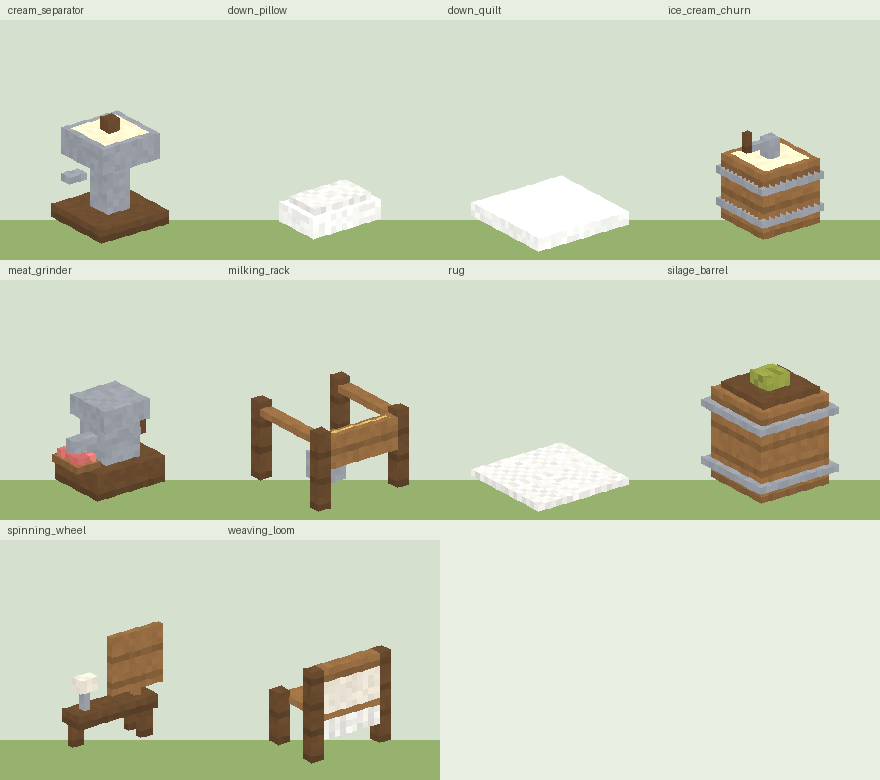 cream_separator
down_pillow
down_quilt
ice_cream_churn
meat_grinder
milking_rack
rug
silage_barrel
spinning_wheel
weaving_loom